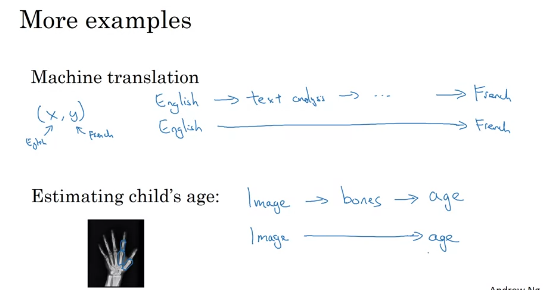 More examples
Machine translation
English → text analysis → ... → French
(x, y)
English French
English → French
Estimating child's age:
Image → bones → age
Image → age
Andrew Ng